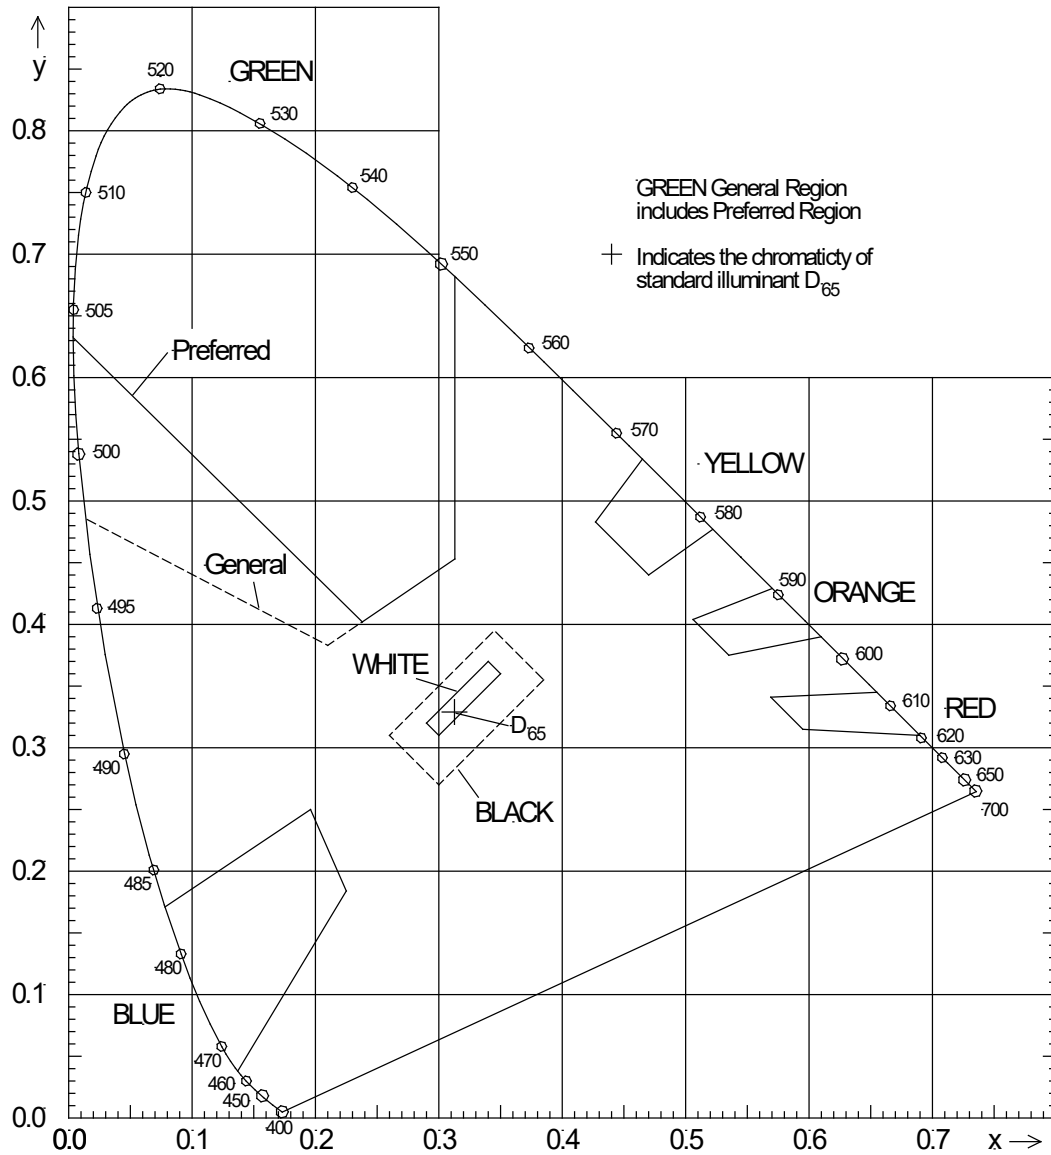 y
520
GREEN
530
0.8
540
510
GREEN General Region
includes Preferred Region
550
0.7
Indicates the chromaticty of
standard illuminant D65
505
560
Preferred
0.6
570
500
YELLOW
0.5
580
General
590
ORANGE
495
0.4
600
WHITE
610
RED
D65
620
0.3
490
630
650
BLACK
700
485
0.2
480
0.1
BLUE
470
460
450
0.0
400
0.0 0.1 0.2 0.3 0.4 0.5 0.6 0.7 x